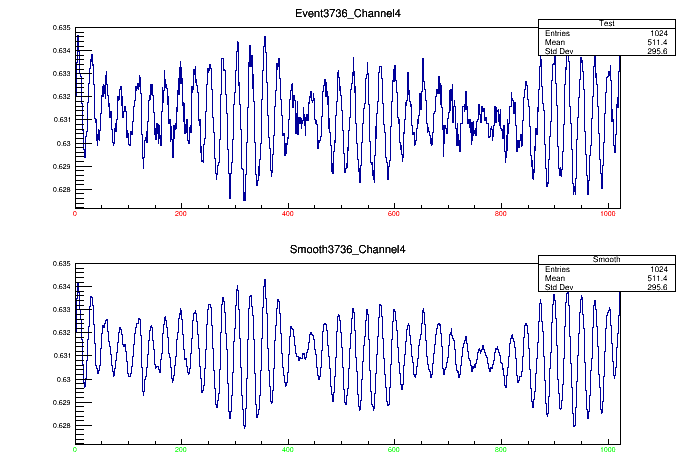 Event3736_Channel4
Test
Entries 1024
Mean 511.4
Std Dev 295.6
0.635
0.634
0.633
0.632
0.631
0.63
0.629
0.628
0 200 400 600 800 1000
Smooth3736_Channel4
Smooth
Entries 1024
Mean 511.4
Std Dev 295.6
0.635
0.634
0.633
0.632
0.631
0.63
0.629
0.628
0 200 400 600 800 1000